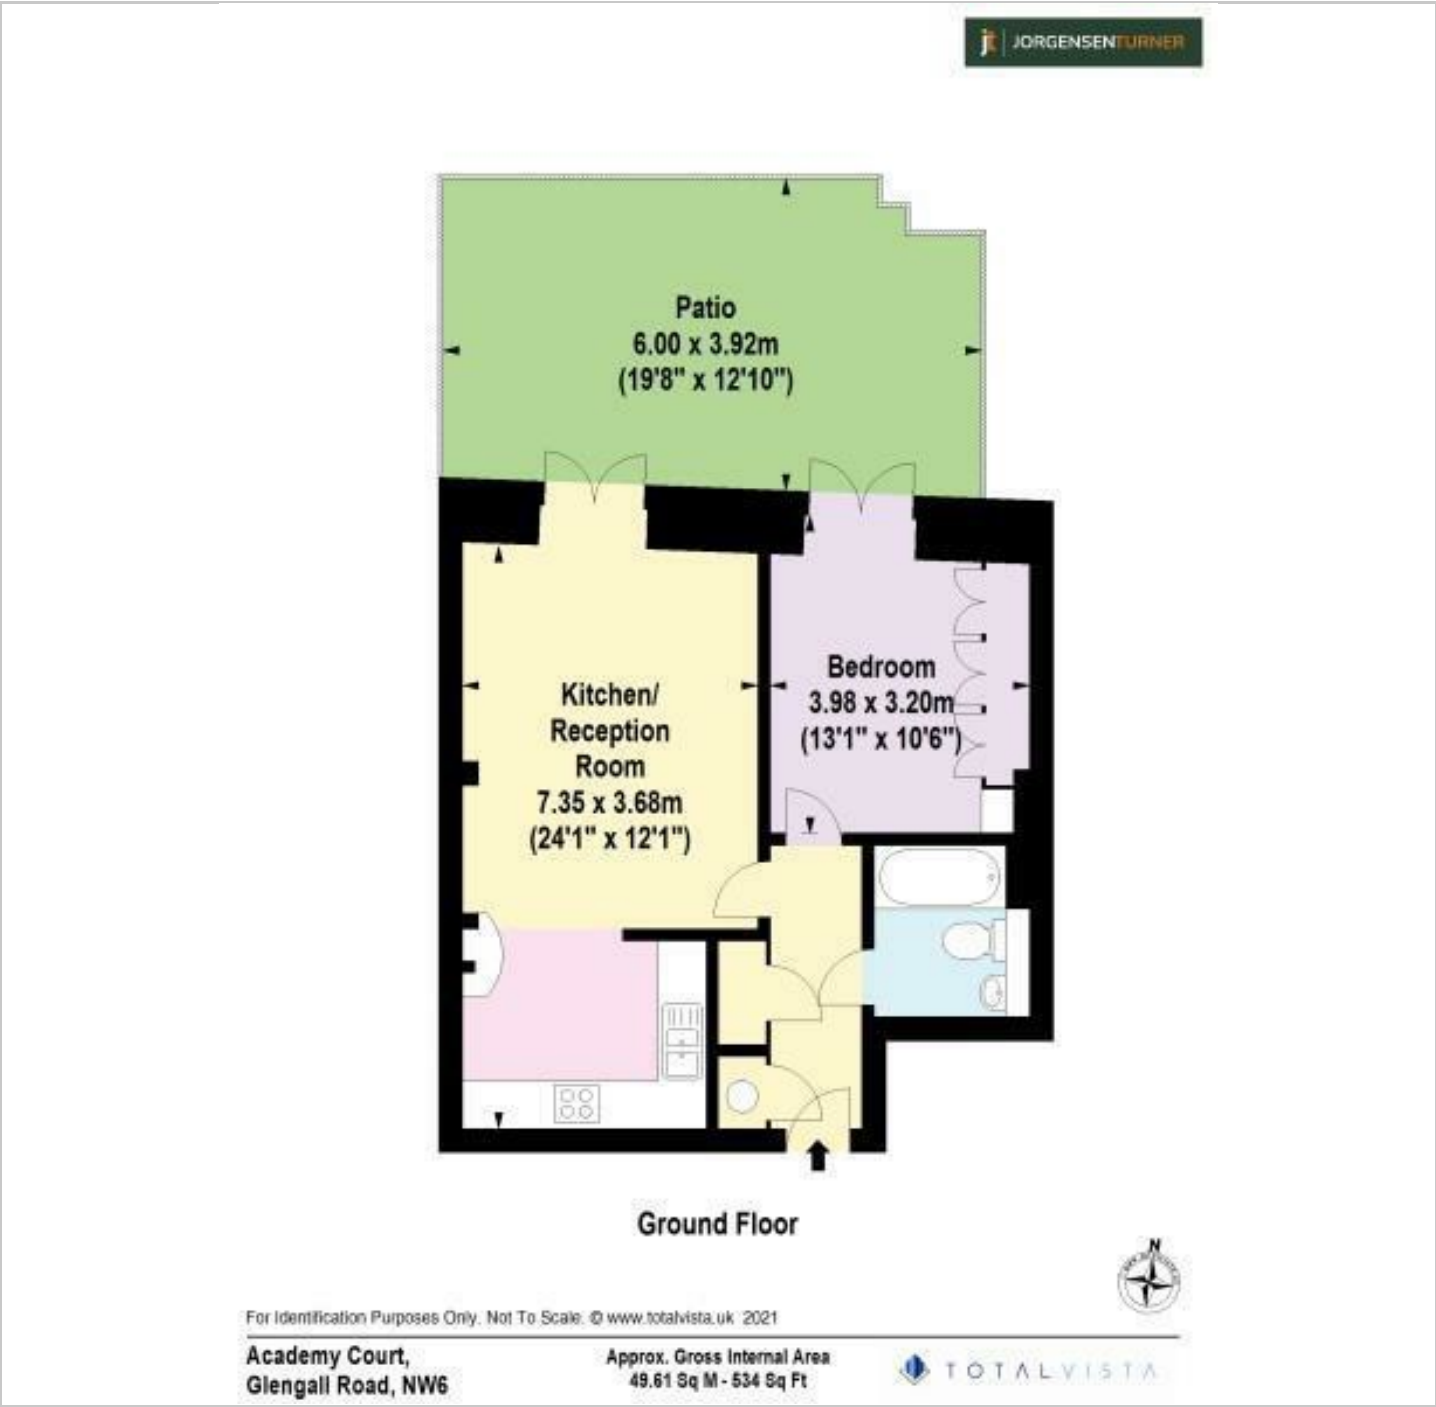 jt JORGENSENTURNER
Patio
6.00 x 3.92m
(19'8" x 12'10")
Kitchen/
Reception
Room
7.35 x 3.68m
(24'1" x 12'1")
Bedroom
3.98 x 3.20m
(13'1" x 10'6")
Ground Floor
N
For Identification Purposes Only. Not To Scale. © www.totalvista.uk 2021
Academy Court,
Glengall Road, NW6
Approx. Gross Internal Area
49.61 Sq M - 534 Sq Ft
TOTALVISTA